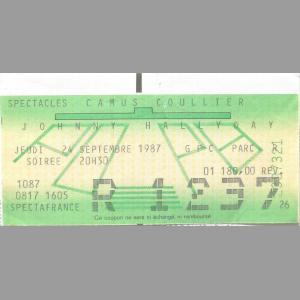 SPECTACLES CAMUS COULLIER
JOHNNY HALLYDAY
JEUDI 24 SEPTEMBRE 1987 G P C PARC
SOIREE 20H30
01 180,00 REV
1087
0817 1605 R 1237
SPECTAFRANCE 26
Ce coupon ne sera ni échangé, ni remboursé